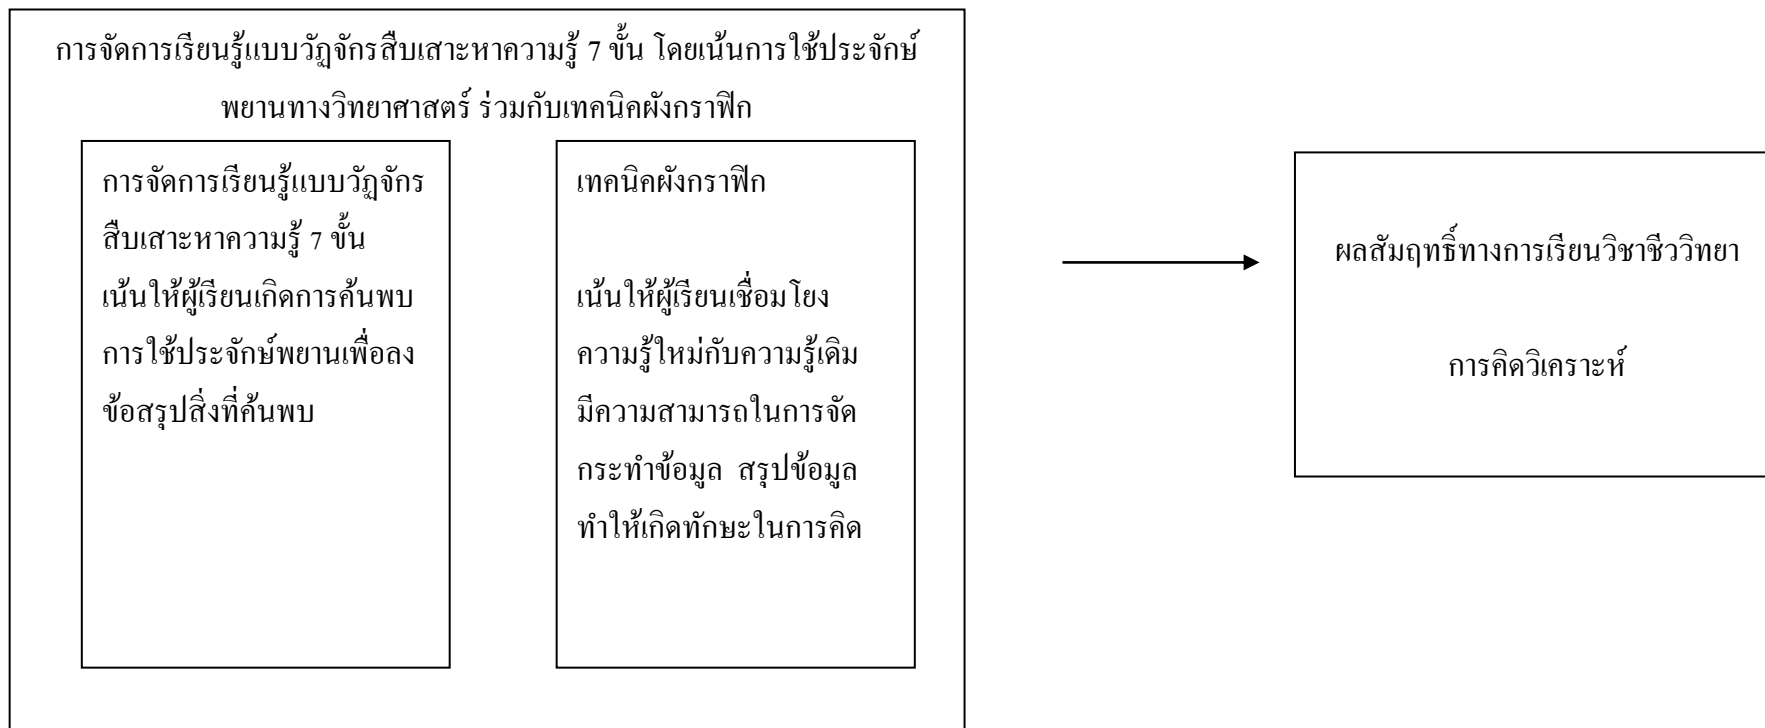 การจัดการเรียนรู้แบบวัฏจักรสืบเสาะหาความรู้ 7 ขั้น โดยเน้นการใช้ประจักษ์
พยานทางวิทยาศาสตร์ ร่วมกับเทคนิคผังกราฟิก
การจัดการเรียนรู้แบบวัฏจักร
สืบเสาะหาความรู้ 7 ขั้น
เน้นให้ผู้เรียนเกิดการค้นพบ
การใช้ประจักษ์พยานเพื่อลง
ข้อสรุปสิ่งที่ค้นพบ
เทคนิคผังกราฟิก
เน้นให้ผู้เรียนเชื่อมโยง
ความรู้ใหม่กับความรู้เดิม
มีความสามารถในการจัด
กระทำข้อมูล สรุปข้อมูล
ทำให้เกิดทักษะในการคิด
ผลสัมฤทธิ์ทางการเรียนวิชาชีววิทยา
การคิดวิเคราะห์